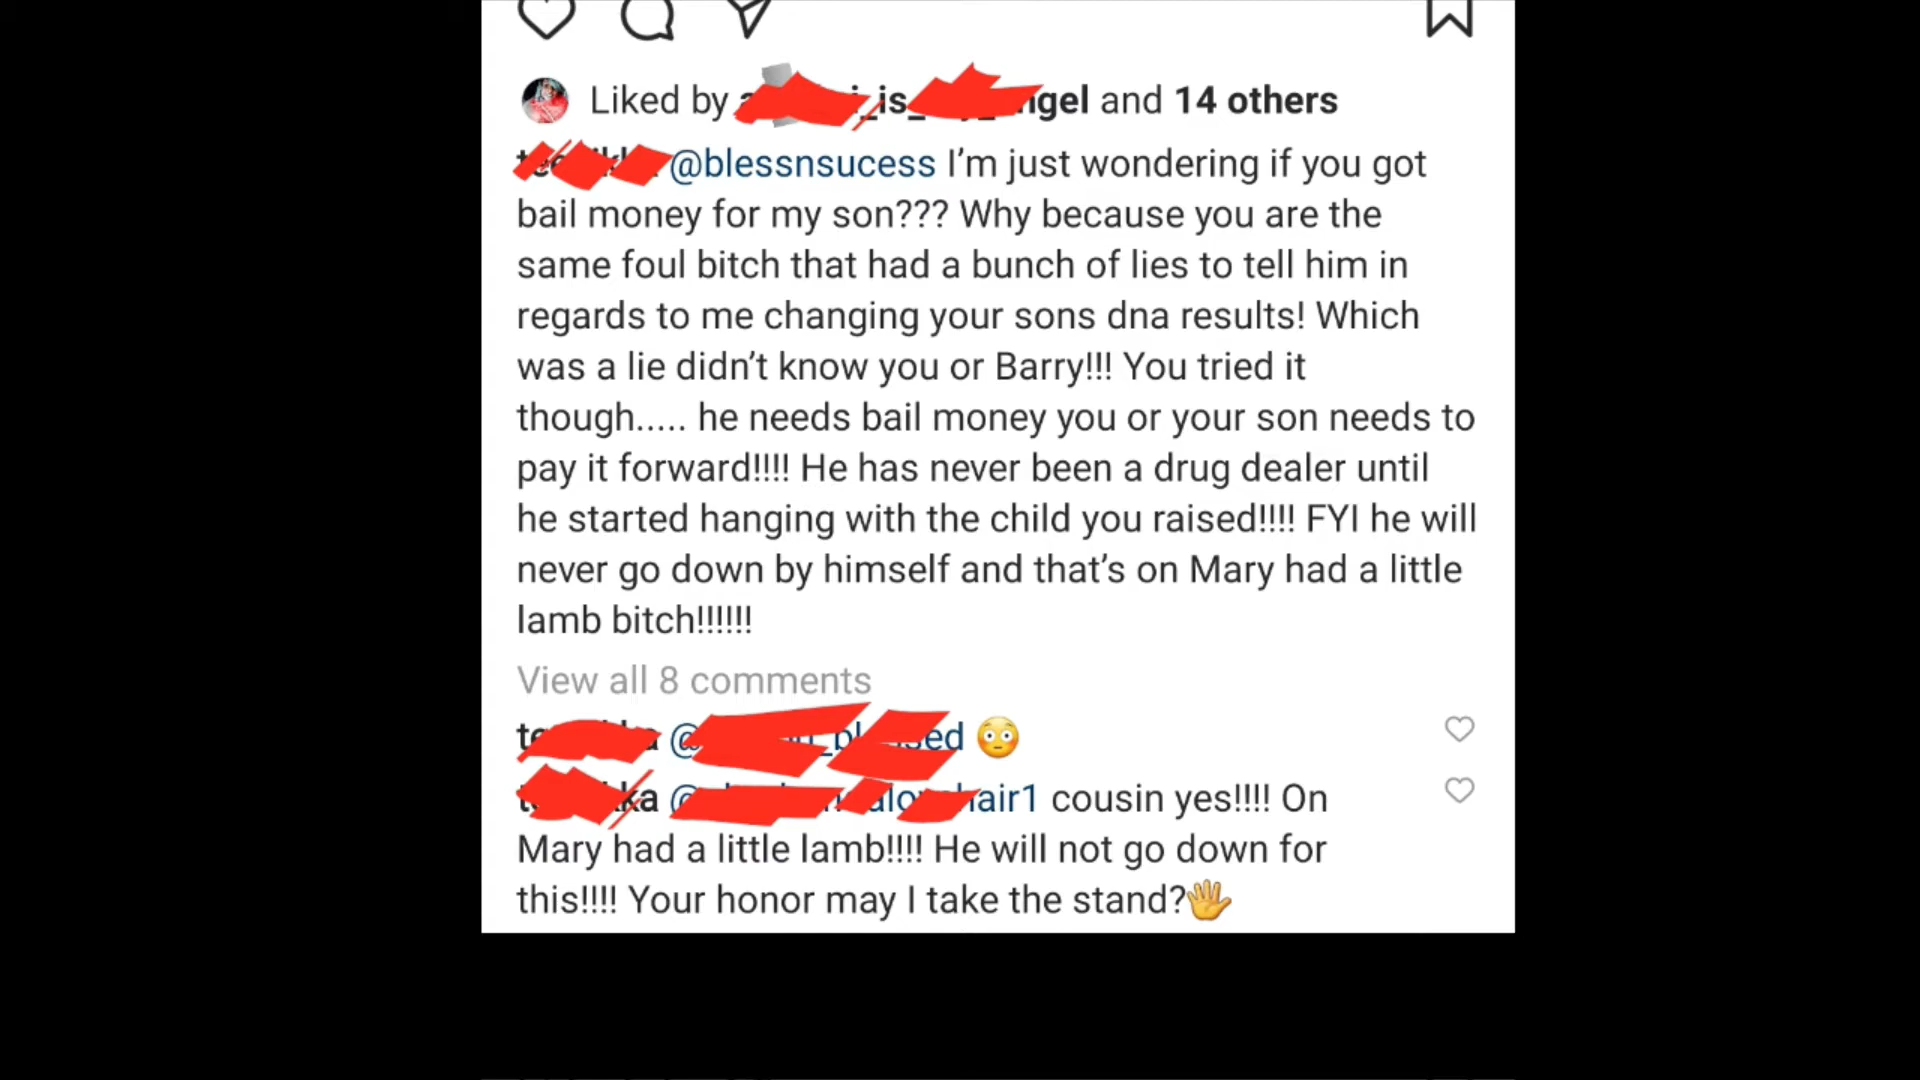 Liked by is_ ngel and 14 others
@blessnsucess I'm just wondering if you got
bail money for my son??? Why because you are the
same foul bitch that had a bunch of lies to tell him in
regards to me changing your sons dna results! Which
was a lie didn't know you or Barry!!! You tried it
though..... he needs bail money you or your son needs to
pay it forward!!!! He has never been a drug dealer until
he started hanging with the child you raised!!!! FYI he will
never go down by himself and that's on Mary had a little
lamb bitch!!!!!!
View all 8 comments
😳
cousin yes!!!! On
Mary had a little lamb!!!! He will not go down for
this!!!! Your honor may I take the stand?👋